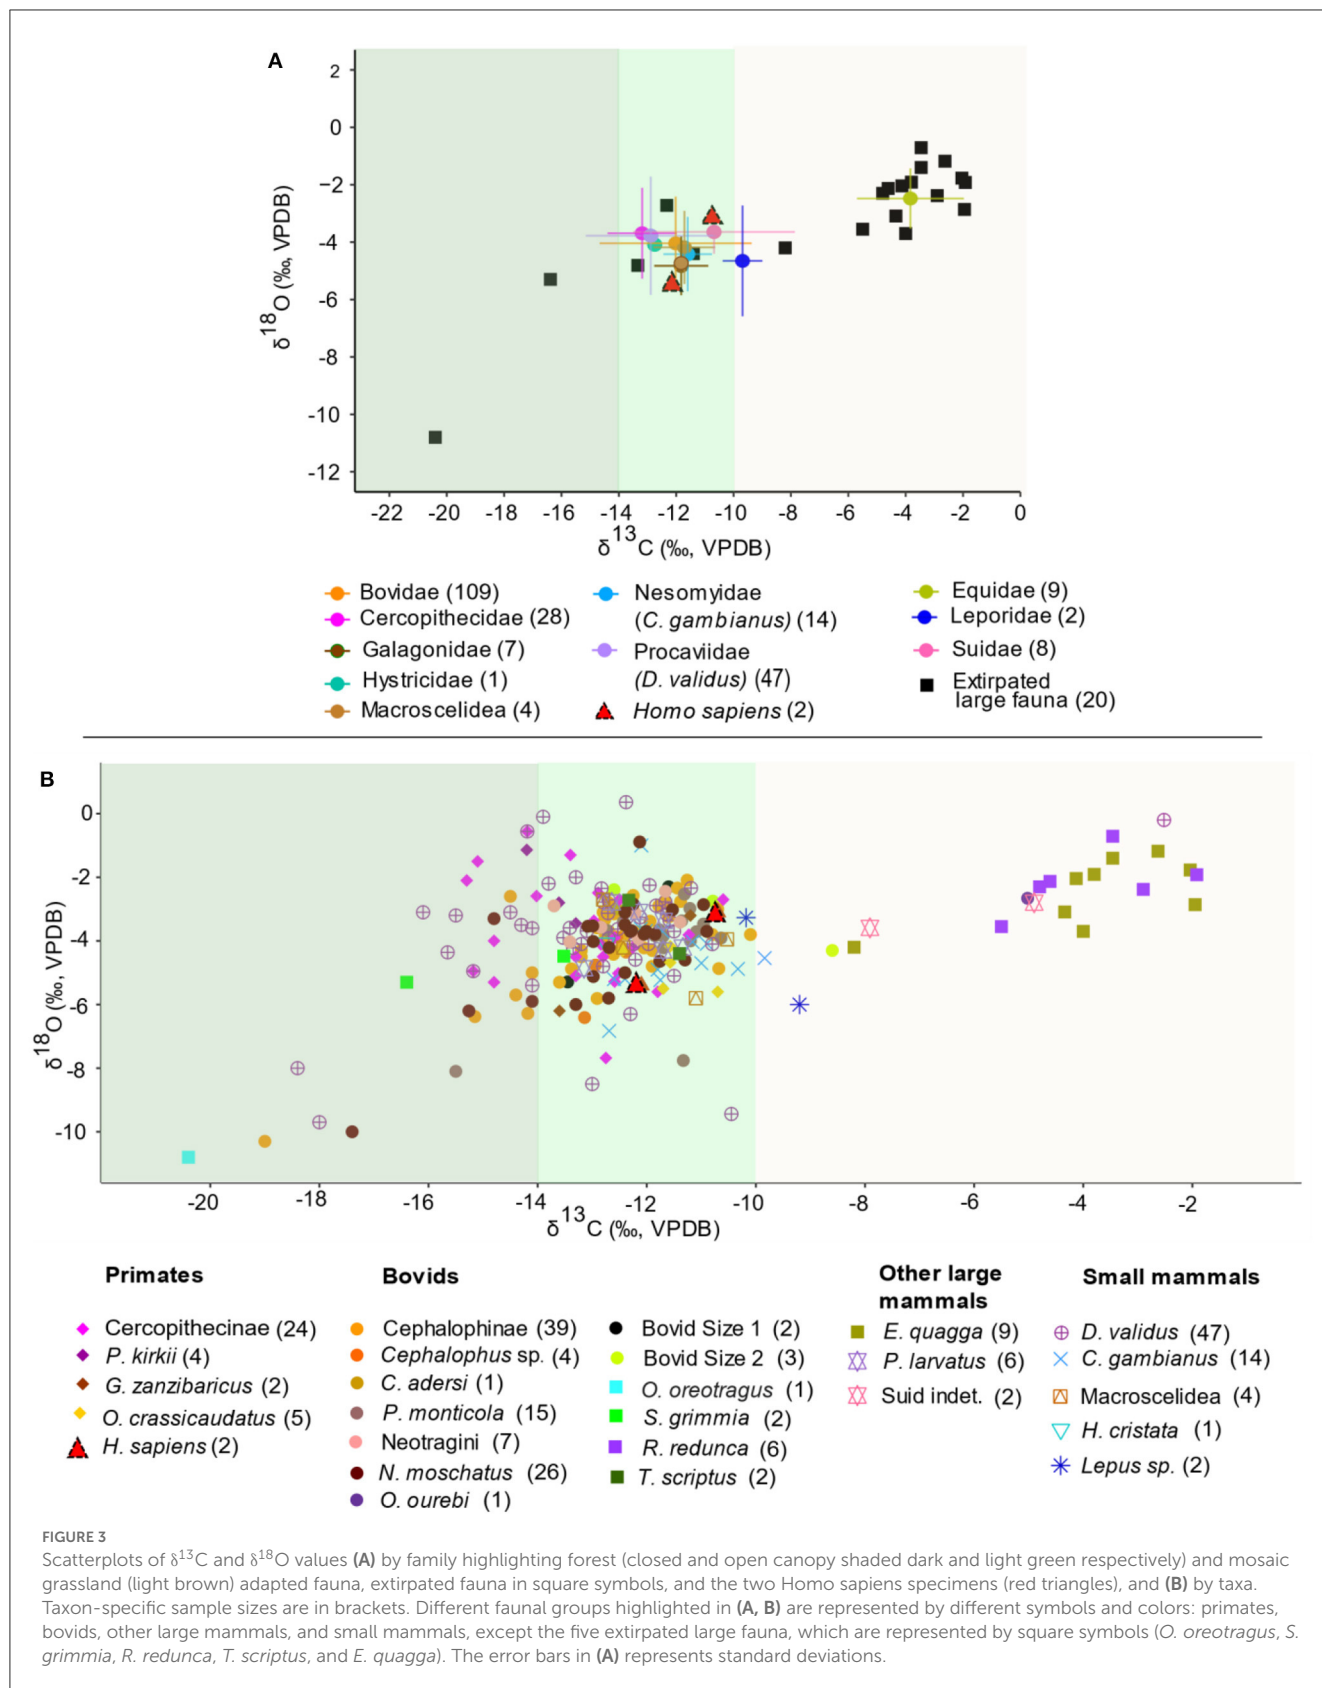 A
2
0
−2
-4
-6
-8
-10
-12
δ18O (‰, VPDB)
-22 -20 -18 -16 -14 -12 -10 -8 -6 -4 -2 0
δ13C (‰, VPDB)
Bovidae (109)
Cercopithecidae (28)
Galagonidae (7)
Hystricidae (1)
Macroscelidea (4)
Nesomyidae
(C. gambianus) (14)
Procaviidae
(D. validus) (47)
Homo sapiens (2)
Equidae (9)
Leporidae (2)
Suidae (8)
Extirpated
large fauna (20)
B
0
-2
-4
-6
-8
-10
δ18O (‰, VPDB)
-20 -18 -16 -14 -12 -10 -8 -6 -4 -2
δ13C (‰, VPDB)
Primates
Cercopithecinae (24)
P. kirkii (4)
G. zanzibaricus (2)
O. crassicaudatus (5)
H. sapiens (2)
Bovids
Cephalophinae (39)
Cephalophus sp. (4)
C. adersi (1)
P. monticola (15)
Neotragini (7)
N. moschatus (26)
O. ourebi (1)
Bovid Size 1 (2)
Bovid Size 2 (3)
O. oreotragus (1)
S. grimmia (2)
R. redunca (6)
T. scriptus (2)
Other large
mammals
E. quagga (9)
P. larvatus (6)
Suid indet. (2)
Small mammals
D. validus (47)
C. gambianus (14)
Macroscelidea (4)
H. cristata (1)
Lepus sp. (2)
FIGURE 3
Scatterplots of δ13C and δ18O values (A) by family highlighting forest (closed and open canopy shaded dark and light green respectively) and mosaic
grassland (light brown) adapted fauna, extirpated fauna in square symbols, and the two Homo sapiens specimens (red triangles), and (B) by taxa.
Taxon-specific sample sizes are in brackets. Different faunal groups highlighted in (A, B) are represented by different symbols and colors: primates,
bovids, other large mammals, and small mammals, except the five extirpated large fauna, which are represented by square symbols (O. oreotragus, S.
grimmia, R. redunca, T. scriptus, and E. quagga). The error bars in (A) represents standard deviations.